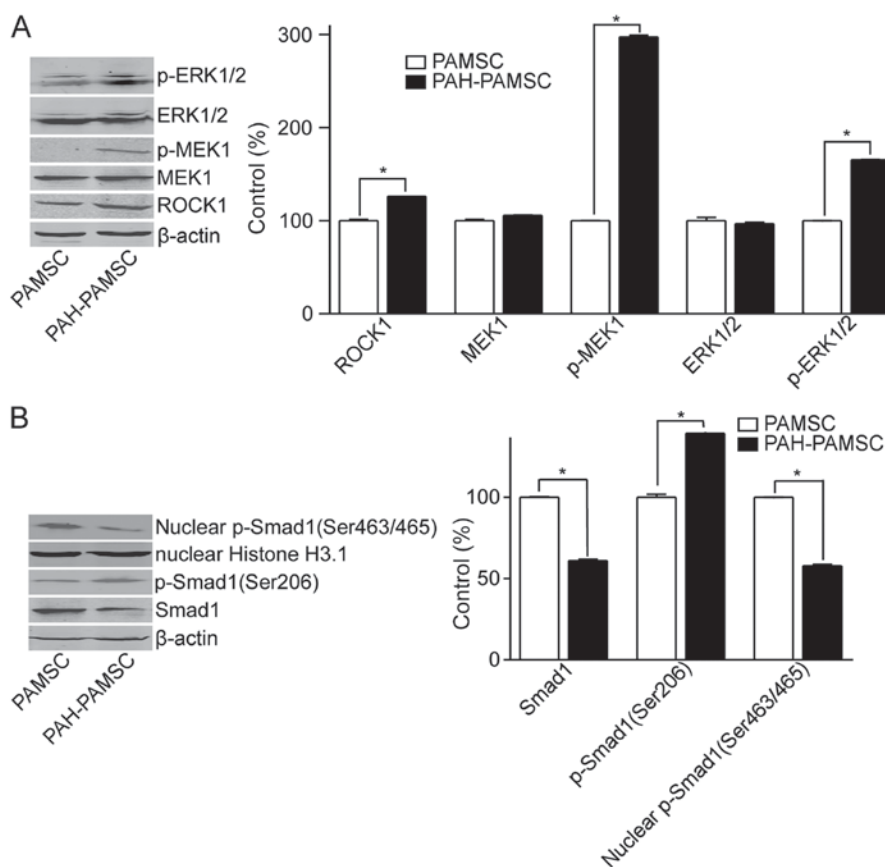 A
p-ERK1/2
ERK1/2
p-MEK1
MEK1
ROCK1
β-actin
PAMSC
PAH-PAMSC
Control (%)
300
200
100
0
PAMSC
PAH-PAMSC
*
*
*
ROCK1
MEK1
p-MEK1
ERK1/2
p-ERK1/2
B
Nuclear p-Smad1(Ser463/465)
nuclear Histone H3.1
p-Smad1(Ser206)
Smad1
β-actin
PAMSC
PAH-PAMSC
Control (%)
100
50
0
PAMSC
PAH-PAMSC
*
*
*
Smad1
p-Smad1(Ser206)
Nuclear p-Smad1(Ser463/465)